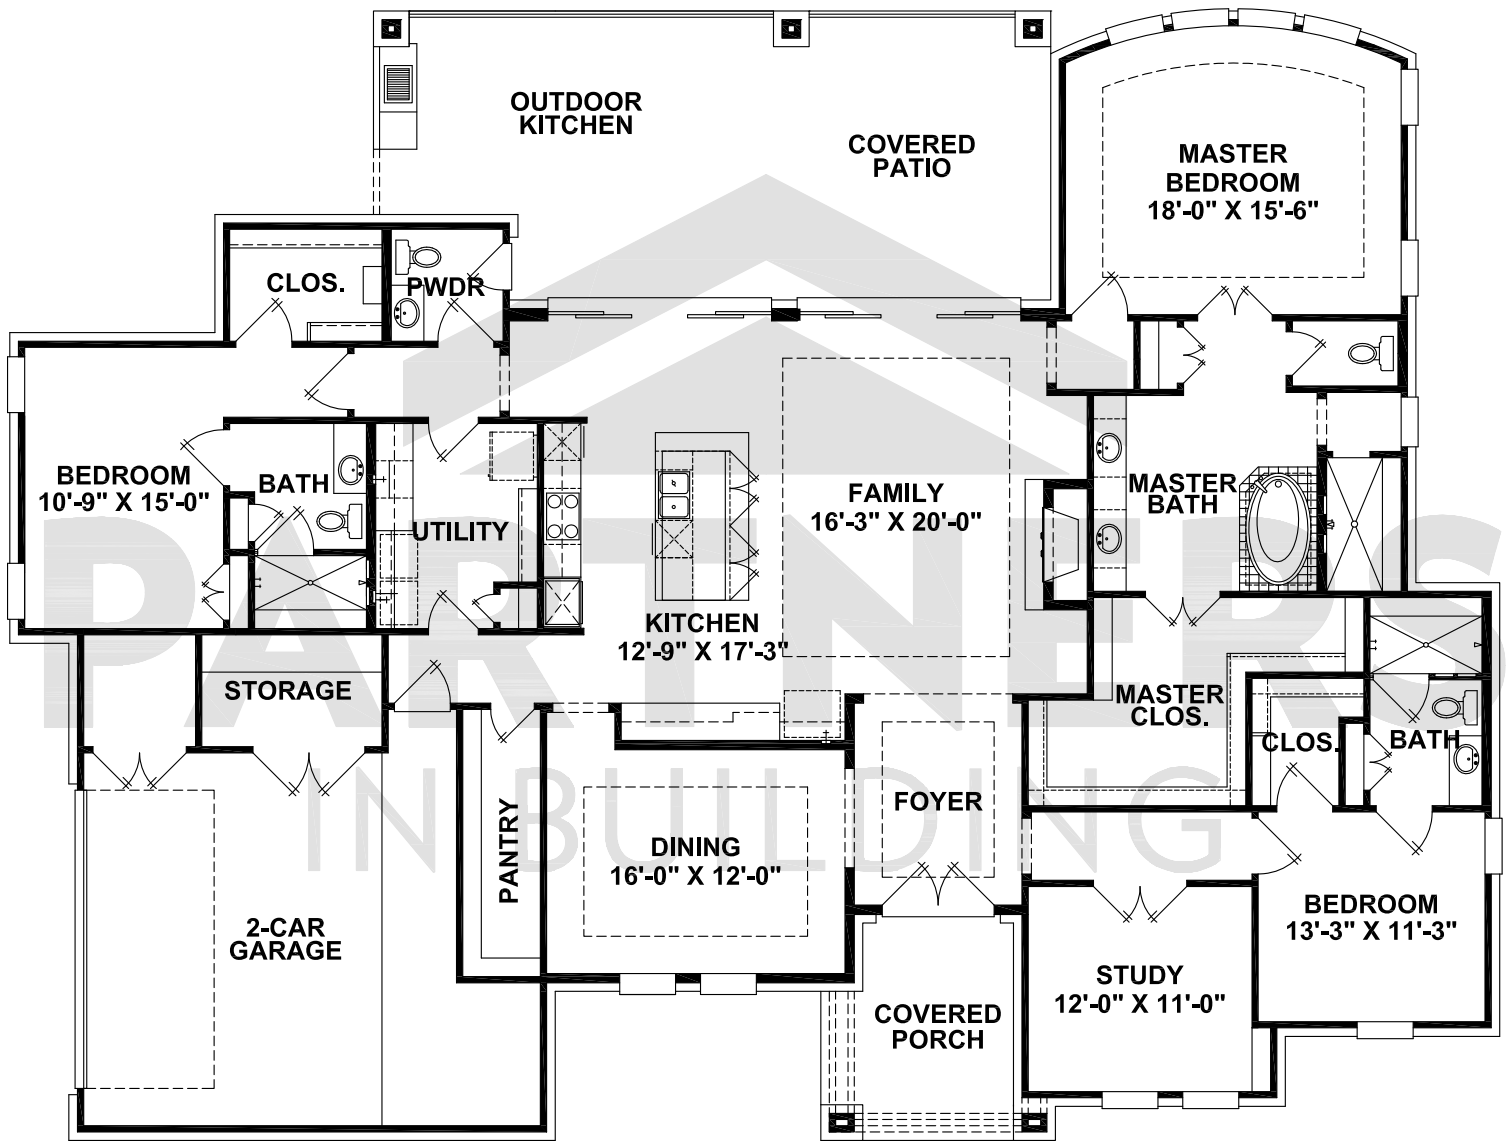 OUTDOOR
KITCHEN
COVERED
PATIO
MASTER
BEDROOM
18'-0" X 15'-6"
CLOS.
PWDR
BEDROOM
10'-9" X 15'-0"
BATH
UTILITY
FAMILY
16'-3" X 20'-0"
MASTER
BATH
KITCHEN
12'-9" X 17'-3"
STORAGE
MASTER
CLOS.
CLOS.
BATH
PANTRY
DINING
16'-0" X 12'-0"
FOYER
2-CAR
GARAGE
BEDROOM
13'-3" X 11'-3"
STUDY
12'-0" X 11'-0"
COVERED
PORCH
PARTNERS
IN BUILDING